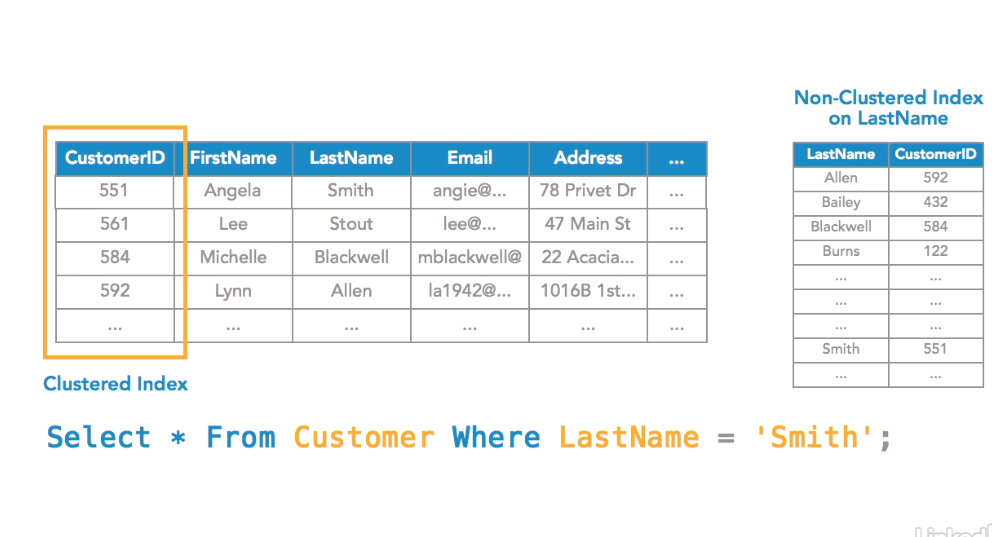 Non-Clustered Index
on LastName
CustomerID FirstName LastName Email Address ...
551 Angela Smith angie@... 78 Privet Dr ...
561 Lee Stout lee@... 47 Main St ...
584 Michelle Blackwell mblackwell@ 22 Acacia... ...
592 Lynn Allen la1942@... 1016B 1st... ...
... ... ... ... ... ...
LastName CustomerID
Allen 592
Bailey 432
Blackwell 584
Burns 122
... ...
... ...
... ...
Smith 551
... ...
Clustered Index
Select * From Customer Where LastName = 'Smith';